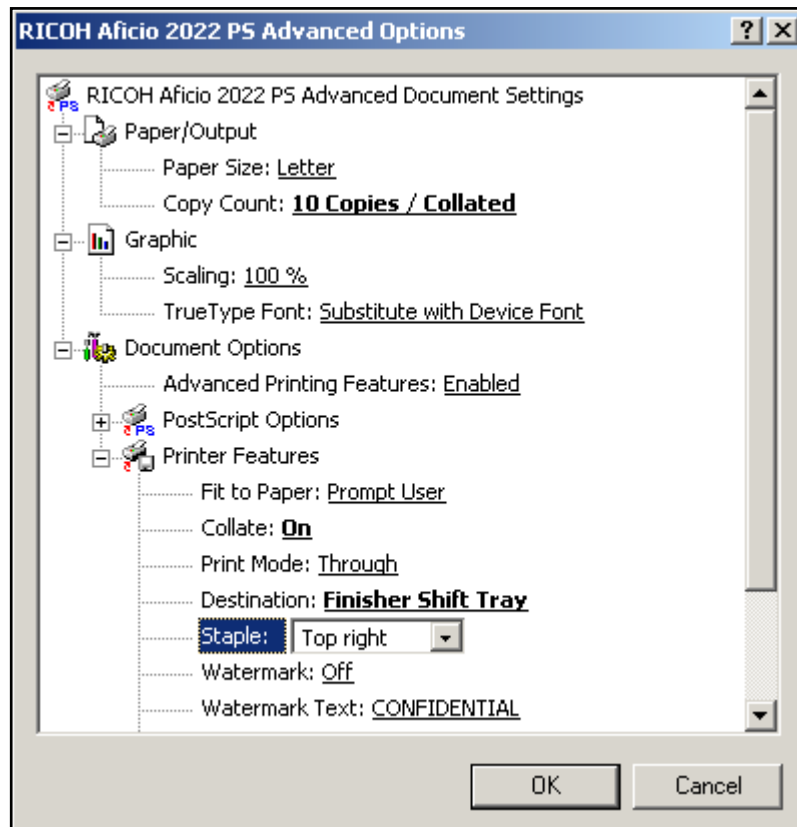 RICOH Aficio 2022 PS Advanced Options
RICOH Aficio 2022 PS Advanced Document Settings
Paper/Output
Paper Size: Letter
Copy Count: 10 Copies / Collated
Graphic
Scaling: 100 %
TrueType Font: Substitute with Device Font
Document Options
Advanced Printing Features: Enabled
PostScript Options
Printer Features
Fit to Paper: Prompt User
Collate: On
Print Mode: Through
Destination: Finisher Shift Tray
Staple: Top right
Watermark: Off
Watermark Text: CONFIDENTIAL
OK Cancel